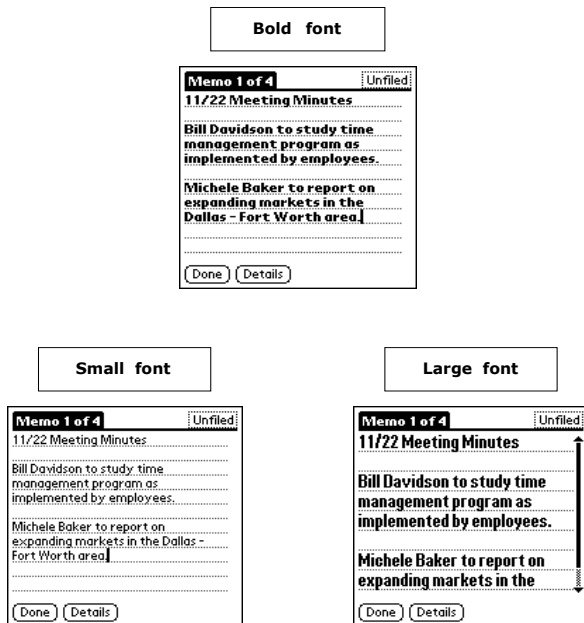 Bold font
Memo 1 of 4 Unfiled
11/22 Meeting Minutes
Bill Davidson to study time
management program as
implemented by employees.
Michele Baker to report on
expanding markets in the
Dallas - Fort Worth area.
Done Details
Small font
Memo 1 of 4 Unfiled
11/22 Meeting Minutes
Bill Davidson to study time
management program as
implemented by employees.
Michele Baker to report on
expanding markets in the Dallas -
Fort Worth area.
Done Details
Large font
Memo 1 of 4 Unfiled
11/22 Meeting Minutes
Bill Davidson to study time
management program as
implemented by employees.
Michele Baker to report on
expanding markets in the
Done Details